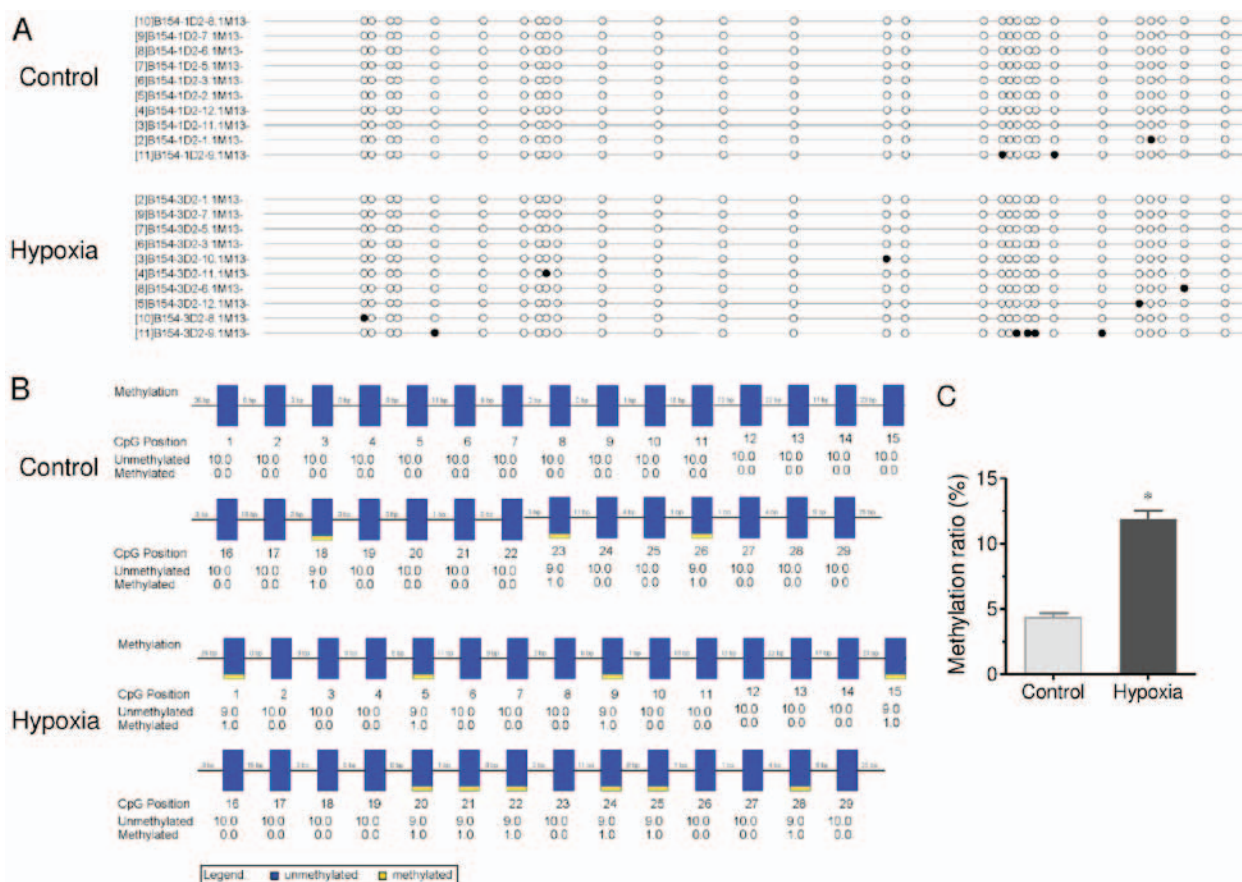 A
Control
[10]B154-1D2-8.1M13-
[9]B154-1D2-7.1M13-
[8]B154-1D2-6.1M13-
[7]B154-1D2-5.1M13-
[6]B154-1D2-3.1M13-
[5]B154-1D2-2.1M13-
[4]B154-1D2-12.1M13-
[3]B154-1D2-11.1M13-
[2]B154-1D2-1.1M13-
[11]B154-1D2-9.1M13-
Hypoxia
[2]B154-3D2-1.1M13-
[9]B154-3D2-7.1M13-
[7]B154-3D2-5.1M13-
[6]B154-3D2-3.1M13-
[3]B154-3D2-10.1M13-
[4]B154-3D2-11.1M13-
[8]B154-3D2-6.1M13-
[5]B154-3D2-12.1M13-
[10]B154-3D2-8.1M13-
[11]B154-3D2-9.1M13-
B
Control
Methylation
CpG Position 1 2 3 4 5 6 7 8 9 10 11 12 13 14 15
Unmethylated 10.0 10.0 10.0 10.0 10.0 10.0 10.0 10.0 10.0 10.0 10.0 10.0 10.0 10.0 10.0
Methylated 0.0 0.0 0.0 0.0 0.0 0.0 0.0 0.0 0.0 0.0 0.0 0.0 0.0 0.0 0.0
CpG Position 16 17 18 19 20 21 22 23 24 25 26 27 28 29
Unmethylated 10.0 10.0 9.0 10.0 10.0 10.0 10.0 9.0 10.0 10.0 9.0 10.0 10.0 10.0
Methylated 0.0 0.0 1.0 0.0 0.0 0.0 0.0 1.0 0.0 0.0 1.0 0.0 0.0 0.0
Hypoxia
Methylation
CpG Position 1 2 3 4 5 6 7 8 9 10 11 12 13 14 15
Unmethylated 9.0 10.0 10.0 10.0 9.0 10.0 10.0 10.0 9.0 10.0 10.0 10.0 10.0 10.0 9.0
Methylated 1.0 0.0 0.0 0.0 1.0 0.0 0.0 0.0 1.0 0.0 0.0 0.0 0.0 0.0 1.0
CpG Position 16 17 18 19 20 21 22 23 24 25 26 27 28 29
Unmethylated 10.0 10.0 10.0 10.0 9.0 9.0 9.0 10.0 9.0 9.0 10.0 10.0 9.0 10.0
Methylated 0.0 0.0 0.0 0.0 1.0 1.0 1.0 0.0 1.0 1.0 0.0 0.0 1.0 0.0
Legend unmethylated methylated
C
Methylation ratio (%)
15
10
5
0
*
Control Hypoxia